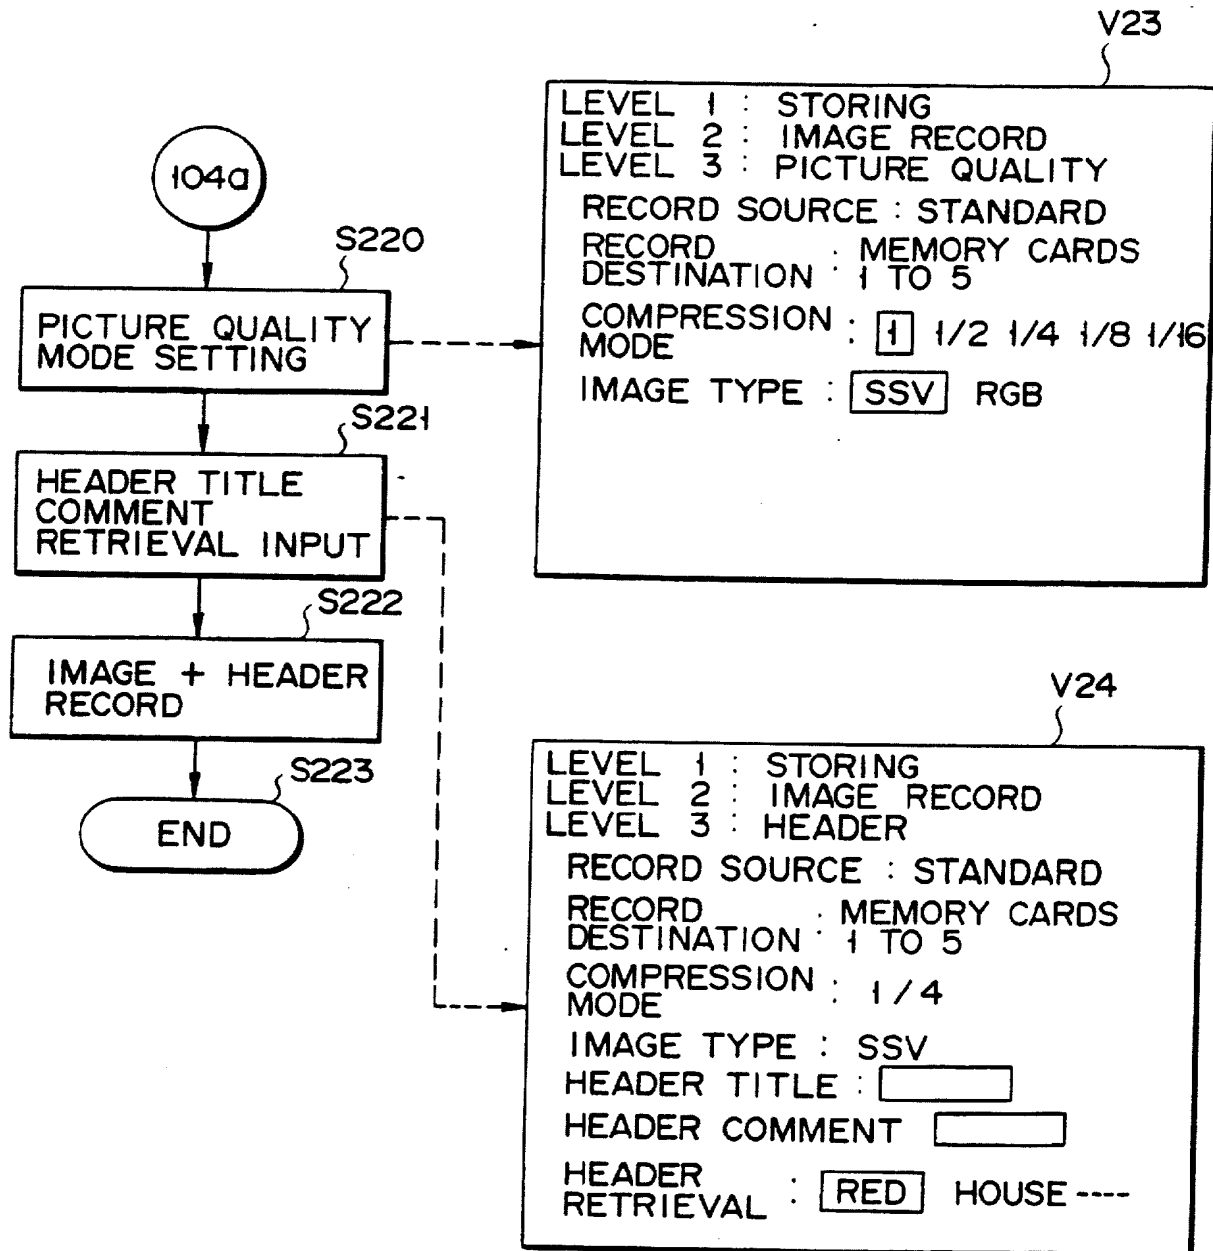 104a
S220
PICTURE QUALITY
MODE SETTING
S221
HEADER TITLE
COMMENT
RETRIEVAL INPUT
S222
IMAGE + HEADER
RECORD
S223
END
V23
LEVEL 1 : STORING
LEVEL 2 : IMAGE RECORD
LEVEL 3 : PICTURE QUALITY
RECORD SOURCE : STANDARD
RECORD : MEMORY CARDS
DESTINATION 1 TO 5
COMPRESSION : 1 1/2 1/4 1/8 1/16
MODE
IMAGE TYPE : SSV RGB
V24
LEVEL 1 : STORING
LEVEL 2 : IMAGE RECORD
LEVEL 3 : HEADER
RECORD SOURCE : STANDARD
RECORD : MEMORY CARDS
DESTINATION 1 TO 5
COMPRESSION : 1/4
MODE
IMAGE TYPE : SSV
HEADER TITLE :
HEADER COMMENT
HEADER : RED HOUSE ----
RETRIEVAL